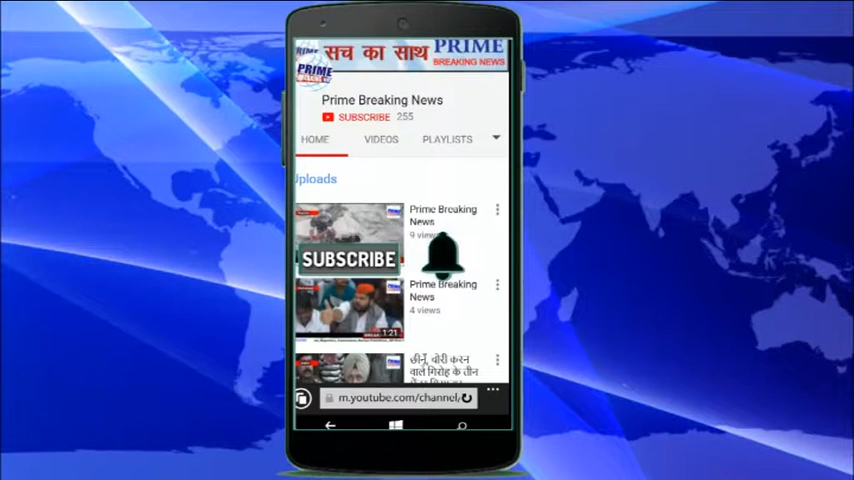 सच का साथ PRIME
BREAKING NEWS
PRIME
Prime Breaking News
SUBSCRIBE 255
HOME VIDEOS PLAYLISTS
Uploads
Prime Breaking
News
9 views
SUBSCRIBE
Prime Breaking
News
4 views
1:21
वाले गिरोह के तीन
m.youtube.com/channel/